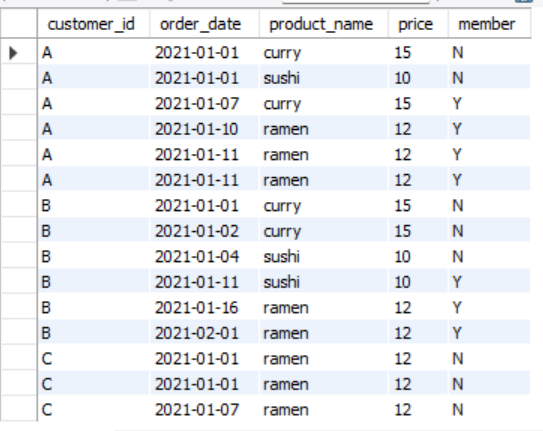 customer_id order_date product_name price member
A 2021-01-01 curry 15 N
A 2021-01-01 sushi 10 N
A 2021-01-07 curry 15 Y
A 2021-01-10 ramen 12 Y
A 2021-01-11 ramen 12 Y
A 2021-01-11 ramen 12 Y
B 2021-01-01 curry 15 N
B 2021-01-02 curry 15 N
B 2021-01-04 sushi 10 N
B 2021-01-11 sushi 10 Y
B 2021-01-16 ramen 12 Y
B 2021-02-01 ramen 12 Y
C 2021-01-01 ramen 12 N
C 2021-01-01 ramen 12 N
C 2021-01-07 ramen 12 N